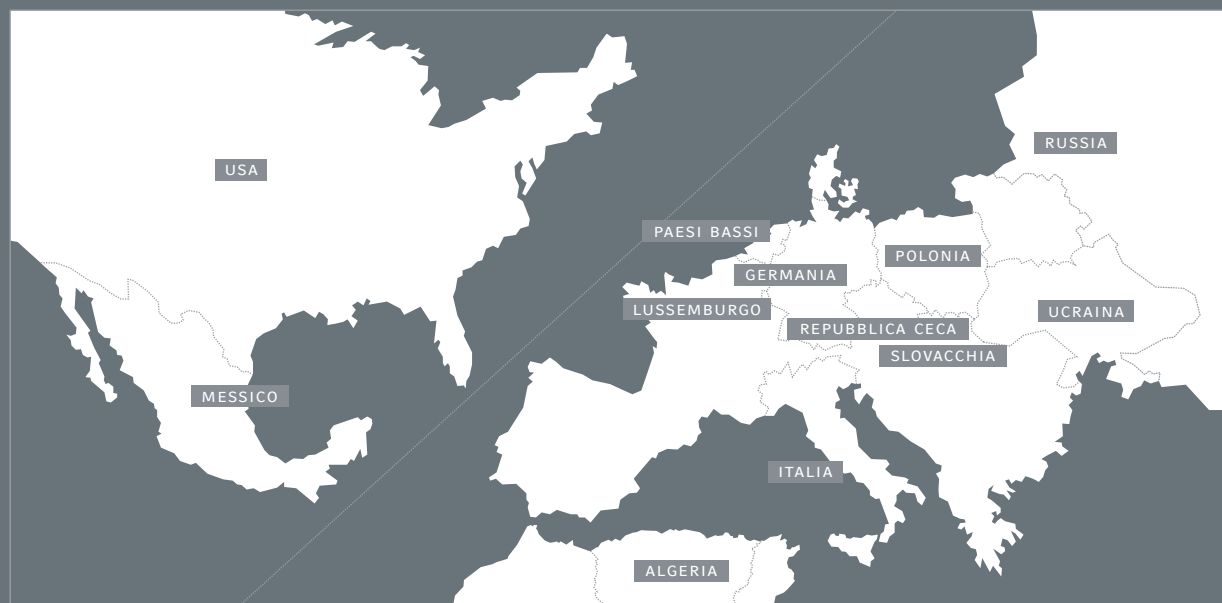 USA
RUSSIA
PAESI BASSI
POLONIA
GERMANIA
LUSSEMBURGO
UCRAINA
REPUBBLICA CECA
SLOVACCHIA
MESSICO
ITALIA
ALGERIA